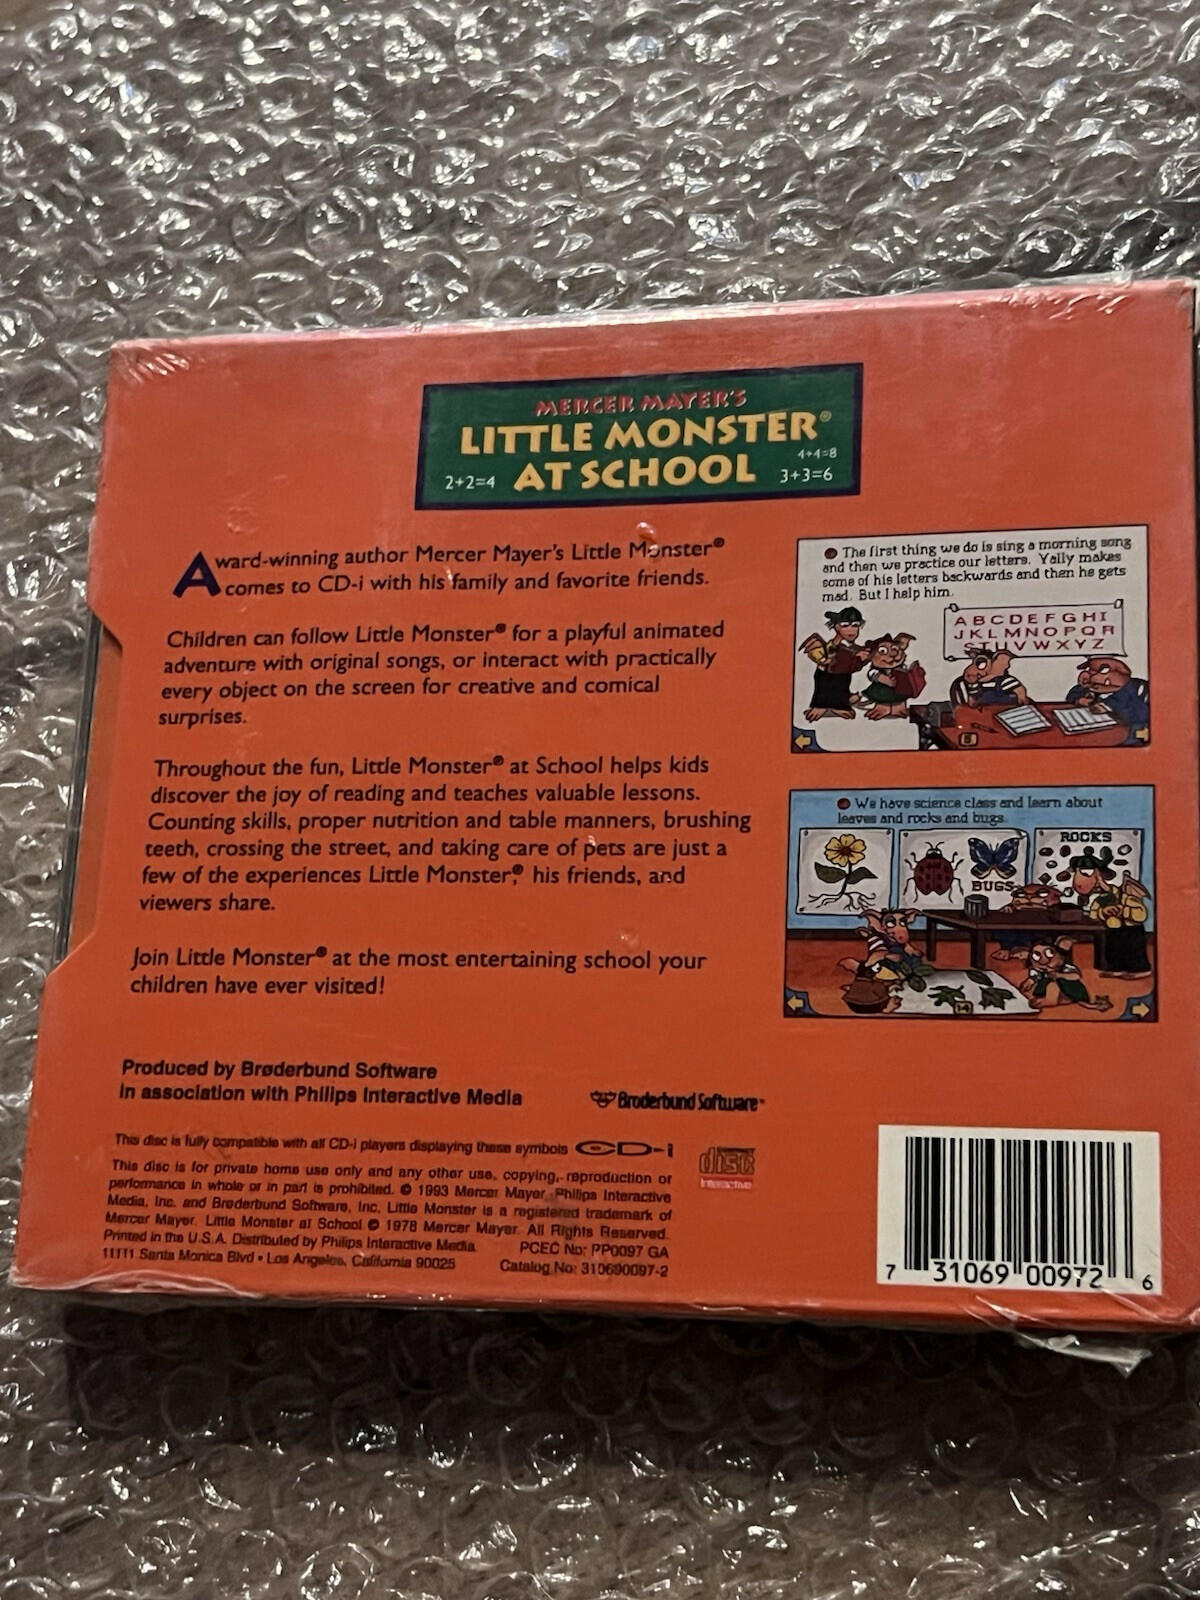 MERCER MAYER'S
LITTLE MONSTER®
AT SCHOOL
2+2=4
4+4=8
3+3=6
Award-winning author Mercer Mayer's Little Monster®
comes to CD-i with his family and favorite friends.
Children can follow Little Monster® for a playful animated
adventure with original songs, or interact with practically
every object on the screen for creative and comical
surprises.
Throughout the fun, Little Monster® at School helps kids
discover the joy of reading and teaches valuable lessons.
Counting skills, proper nutrition and table manners, brushing
teeth, crossing the street, and taking care of pets are just a
few of the experiences Little Monster®, his friends, and
viewers share.
Join Little Monster® at the most entertaining school your
children have ever visited!
The first thing we do is sing a morning song
and then we practice our letters. Yally makes
some of his letters backwards and then he gets
mad. But I help him.
A B C D E F G H I
J K L M N O P Q R
S T U V W X Y Z
5
We have science class and learn about
leaves and rocks and bugs.
BUGS
ROCKS
14
Produced by Brøderbund Software
in association with Philips Interactive Media
Brøderbund Software™
This disc is fully compatible with all CD-i players displaying these symbols CD-i
disc
Interactive
This disc is for private home use only and any other use, copying, reproduction or
performance in whole or in part is prohibited. © 1993 Mercer Mayer, Philips Interactive
Media, Inc. and Brøderbund Software, Inc. Little Monster is a registered trademark of
Mercer Mayer. Little Monster at School © 1978 Mercer Mayer. All Rights Reserved.
Printed in the U.S.A. Distributed by Philips Interactive Media. PCEC No: PP0097 GA
11111 Santa Monica Blvd • Los Angeles, California 90025 Catalog No: 310690097-2
7 31069 00972 6